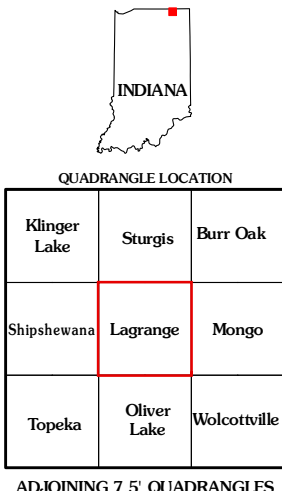 INDIANA
QUADRANGLE LOCATION
Klinger
Lake
Sturgis
Burr Oak
Shipshewana
Lagrange
Mongo
Topeka
Oliver
Lake
Wolcottville
ADJOINING 7.5' QUADRANGLES